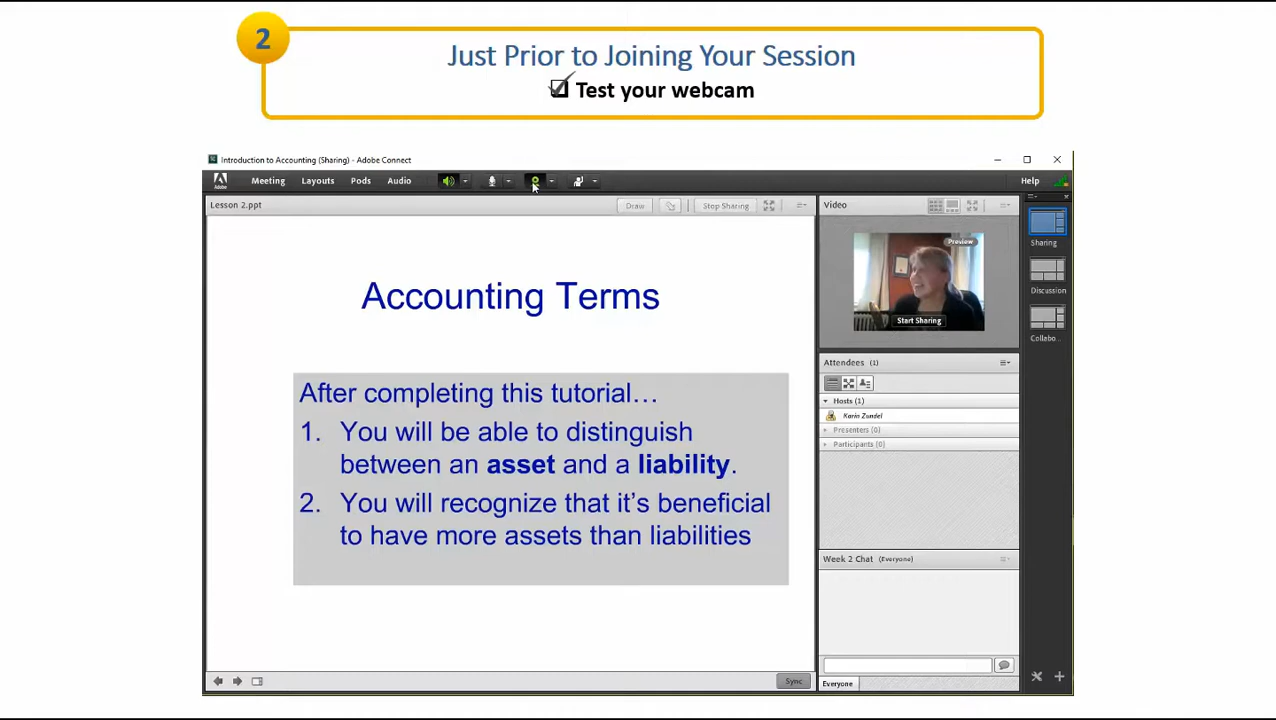 2
Just Prior to Joining Your Session
Test your webcam
Introduction to Accounting (Sharing) - Adobe Connect
Adobe
Meeting Layouts Pods Audio
Help
Lesson 2.ppt
Draw
Stop Sharing
Video
Preview
Start Sharing
Sharing
Discussion
Collabo...
Accounting Terms
After completing this tutorial…
1. You will be able to distinguish
between an asset and a liability.
2. You will recognize that it’s beneficial
to have more assets than liabilities
Attendees (1)
Hosts (1)
Karin Zundel
Presenters (0)
Participants (0)
Week 2 Chat (Everyone)
Everyone
Sync